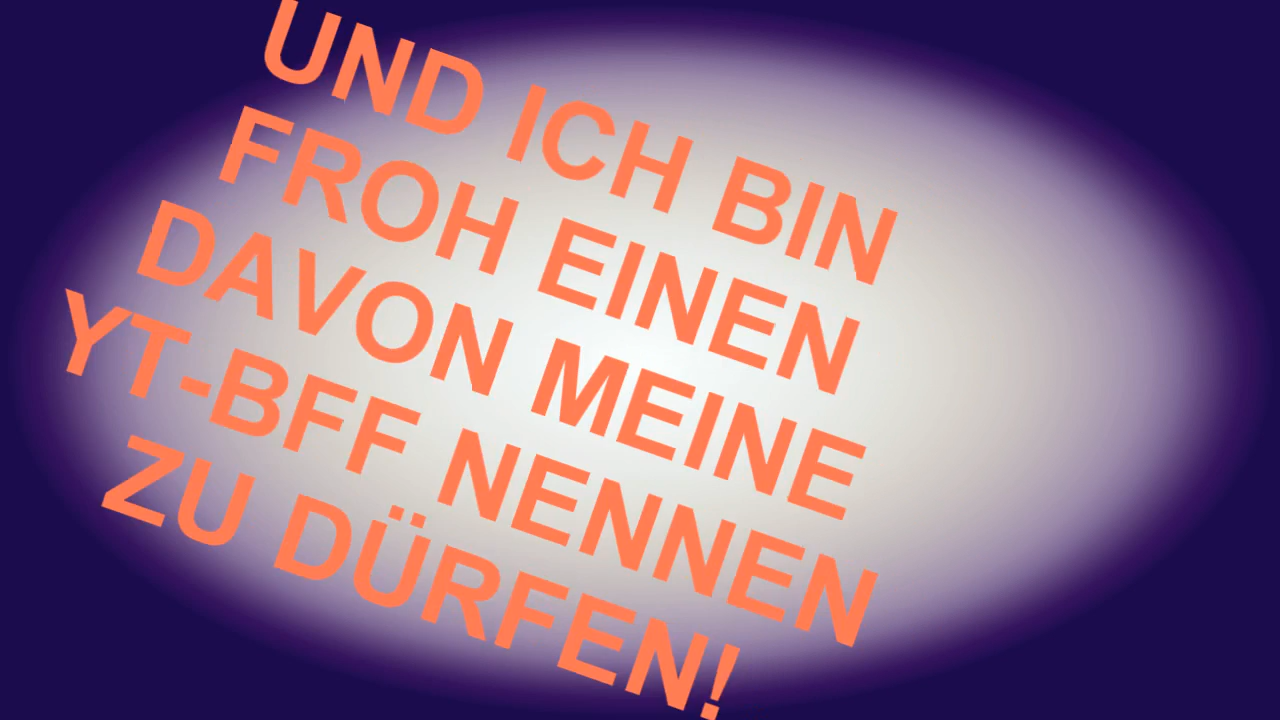 UND ICH BIN
FROH EINEN
DAVON MEINE
YT-BFF NENNEN
ZU DÜRFEN!